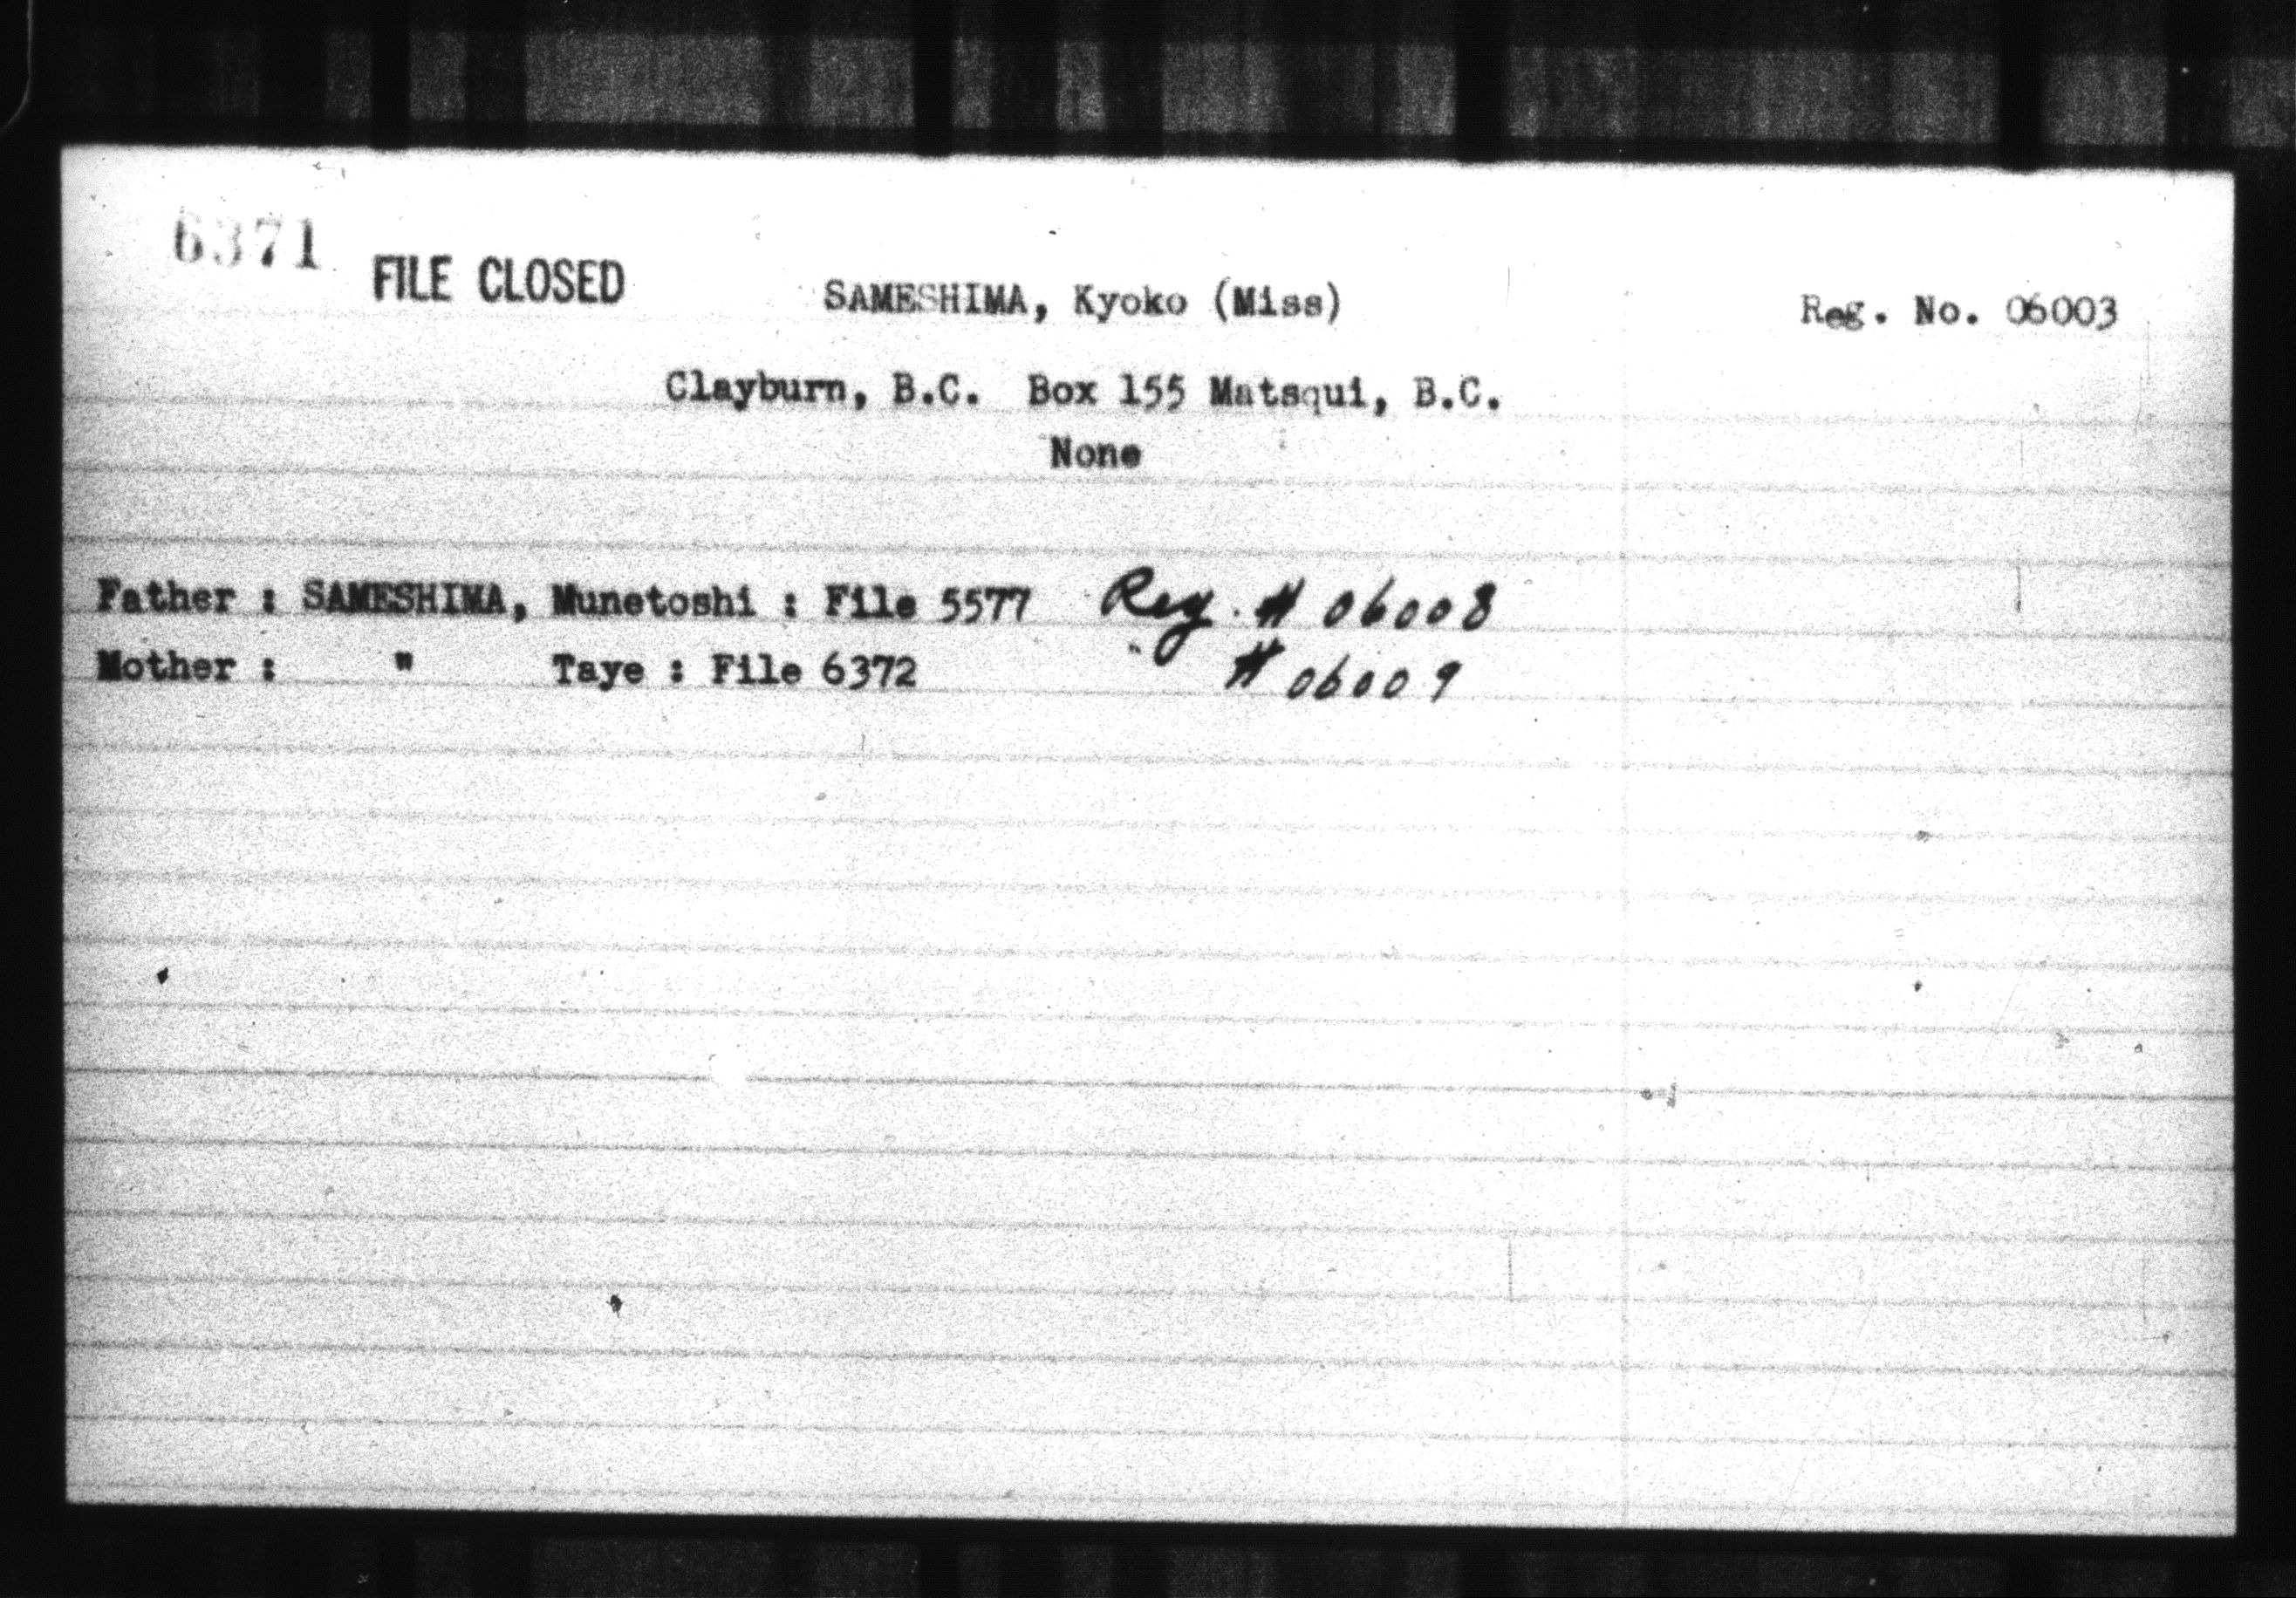 6371 FILE CLOSED SAMESHIMA, Kyoko (Miss) Reg. No. 06003
Clayburn, B.C. Box 155 Matsqui, B.C.
None
Father : SAMESHIMA, Munetoshi : File 5577 Reg. # 06008
Mother : " Taye : File 6372 " # 06009